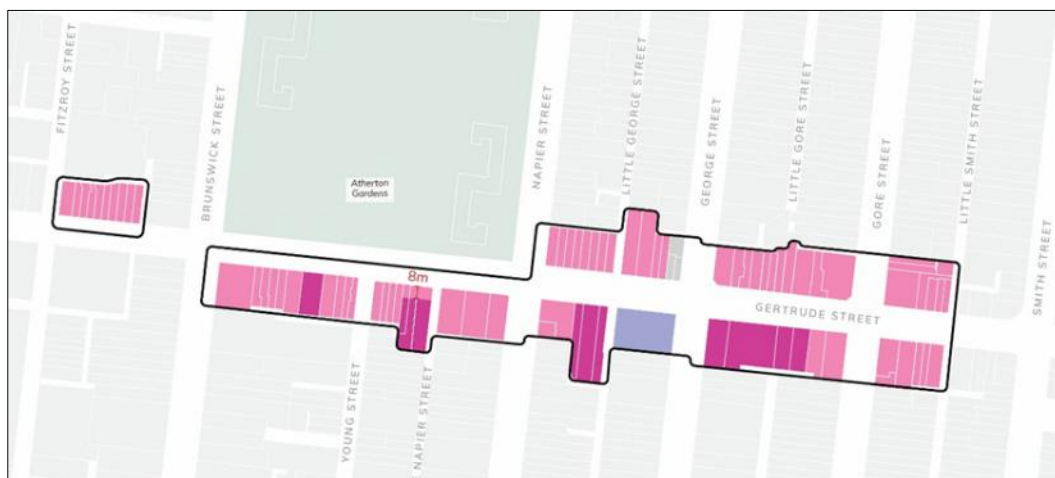 FITZROY STREET
BRUNSWICK STREET
Atherton
Gardens
NAPIER STREET
LITTLE GEORGE STREET
GEORGE STREET
LITTLE GORE STREET
GORE STREET
LITTLE SMITH STREET
SMITH STREET
8m
GERTRUDE STREET
YOUNG STREET
NAPIER STREET